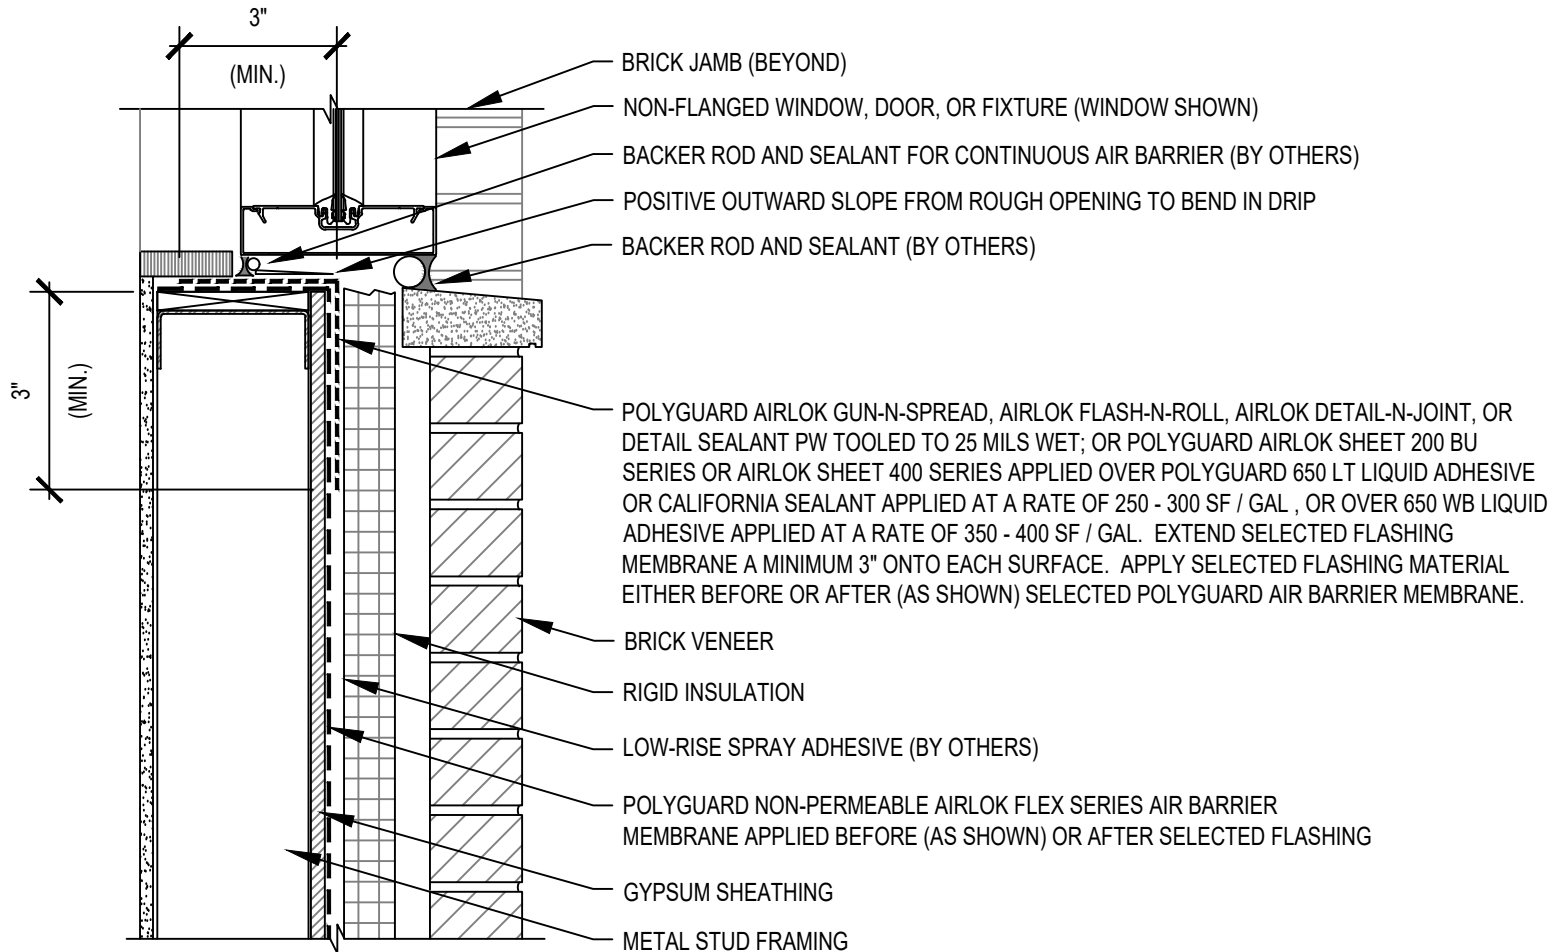 3"
(MIN.)
BRICK JAMB (BEYOND)
NON-FLANGED WINDOW, DOOR, OR FIXTURE (WINDOW SHOWN)
BACKER ROD AND SEALANT FOR CONTINUOUS AIR BARRIER (BY OTHERS)
POSITIVE OUTWARD SLOPE FROM ROUGH OPENING TO BEND IN DRIP
BACKER ROD AND SEALANT (BY OTHERS)
3"
(MIN.)
POLYGUARD AIRLOK GUN-N-SPREAD, AIRLOK FLASH-N-ROLL, AIRLOK DETAIL-N-JOINT, OR
DETAIL SEALANT PW TOOLED TO 25 MILS WET; OR POLYGUARD AIRLOK SHEET 200 BU
SERIES OR AIRLOK SHEET 400 SERIES APPLIED OVER POLYGUARD 650 LT LIQUID ADHESIVE
OR CALIFORNIA SEALANT APPLIED AT A RATE OF 250 - 300 SF / GAL , OR OVER 650 WB LIQUID
ADHESIVE APPLIED AT A RATE OF 350 - 400 SF / GAL. EXTEND SELECTED FLASHING
MEMBRANE A MINIMUM 3" ONTO EACH SURFACE. APPLY SELECTED FLASHING MATERIAL
EITHER BEFORE OR AFTER (AS SHOWN) SELECTED POLYGUARD AIR BARRIER MEMBRANE.
BRICK VENEER
RIGID INSULATION
LOW-RISE SPRAY ADHESIVE (BY OTHERS)
POLYGUARD NON-PERMEABLE AIRLOK FLEX SERIES AIR BARRIER
MEMBRANE APPLIED BEFORE (AS SHOWN) OR AFTER SELECTED FLASHING
GYPSUM SHEATHING
METAL STUD FRAMING